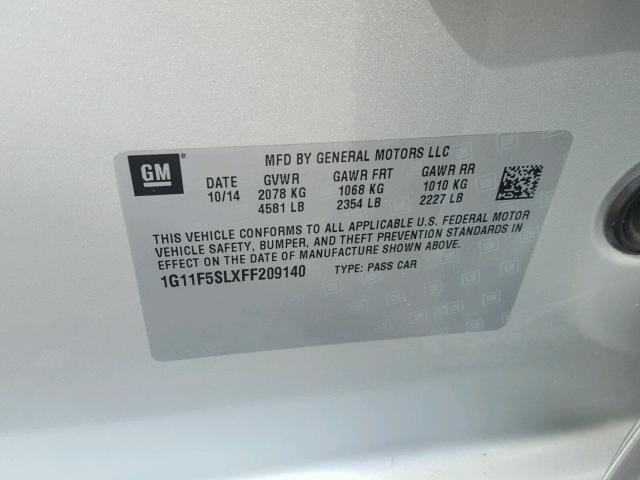 GM
MFD BY GENERAL MOTORS LLC
DATE GVWR GAWR FRT GAWR RR
10/14 2078 KG 1068 KG 1010 KG
4581 LB 2354 LB 2227 LB
THIS VEHICLE CONFORMS TO ALL APPLICABLE U.S. FEDERAL MOTOR
VEHICLE SAFETY, BUMPER, AND THEFT PREVENTION STANDARDS IN
EFFECT ON THE DATE OF MANUFACTURE SHOWN ABOVE.
1G11F5SLXFF209140 TYPE: PASS CAR